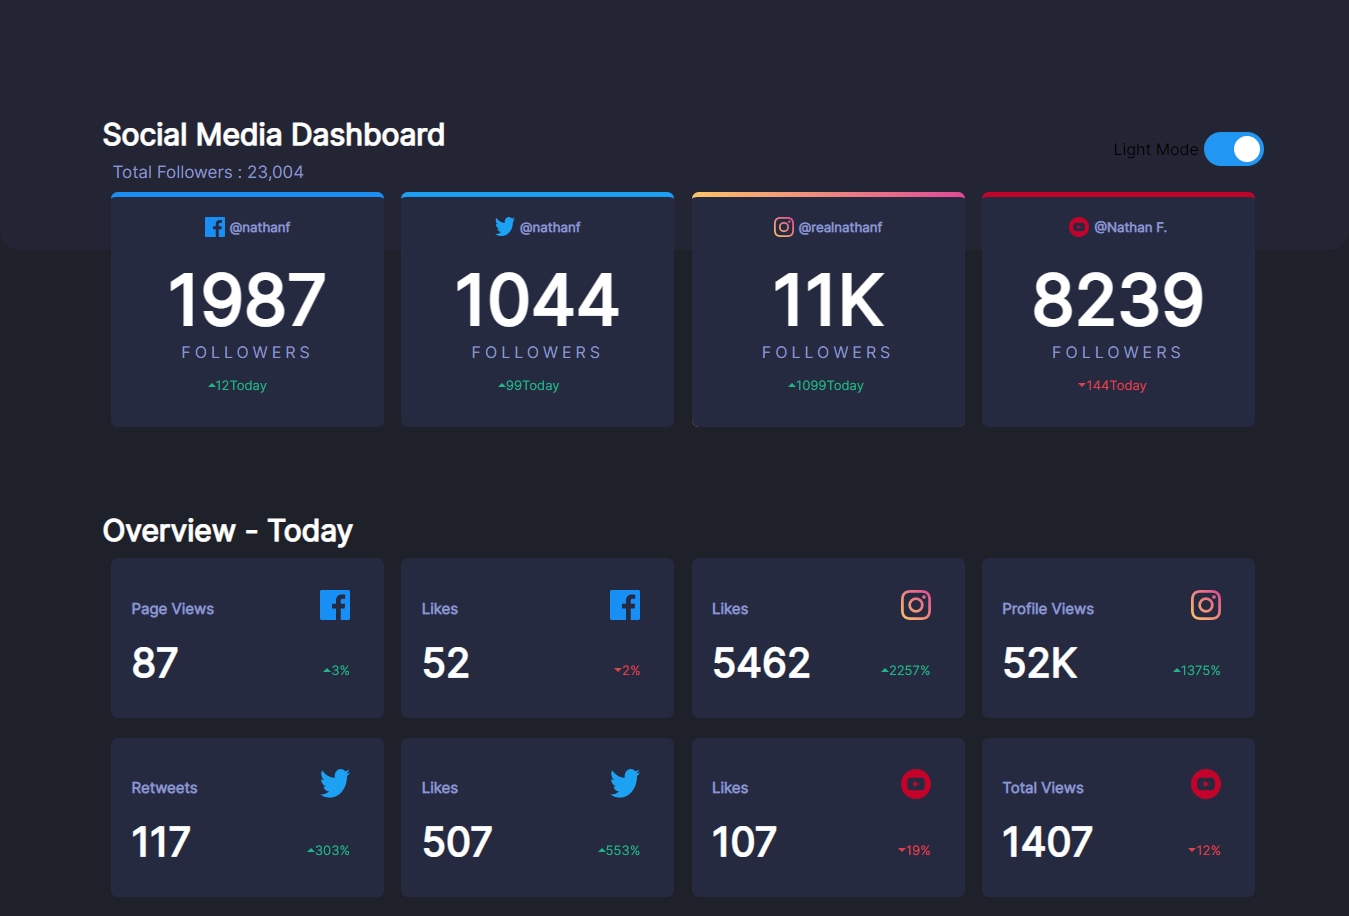 Social Media Dashboard
Total Followers : 23,004
Light Mode
@nathanf
1987
FOLLOWERS
12Today
@nathanf
1044
FOLLOWERS
99Today
@realnathanf
11K
FOLLOWERS
1099Today
@Nathan F.
8239
FOLLOWERS
144Today
Overview - Today
Page Views
87
3%
Likes
52
2%
Likes
5462
2257%
Profile Views
52K
1375%
Retweets
117
303%
Likes
507
553%
Likes
107
19%
Total Views
1407
12%